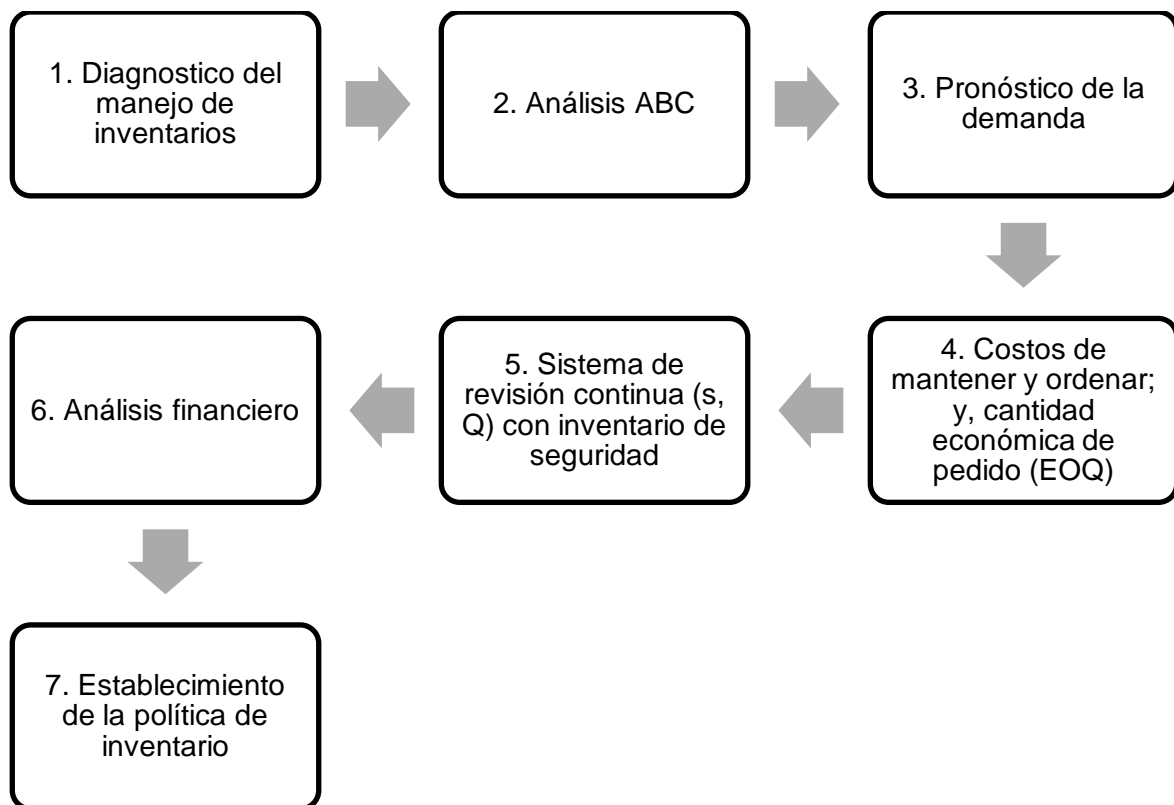 1. Diagnostico del
manejo de
inventarios
2. Análisis ABC
3. Pronóstico de la
demanda
4. Costos de
mantener y ordenar;
y, cantidad
económica de
pedido (EOQ)
5. Sistema de
revisión continua (s,
Q) con inventario de
seguridad
6. Análisis financiero
7. Establecimiento
de la política de
inventario